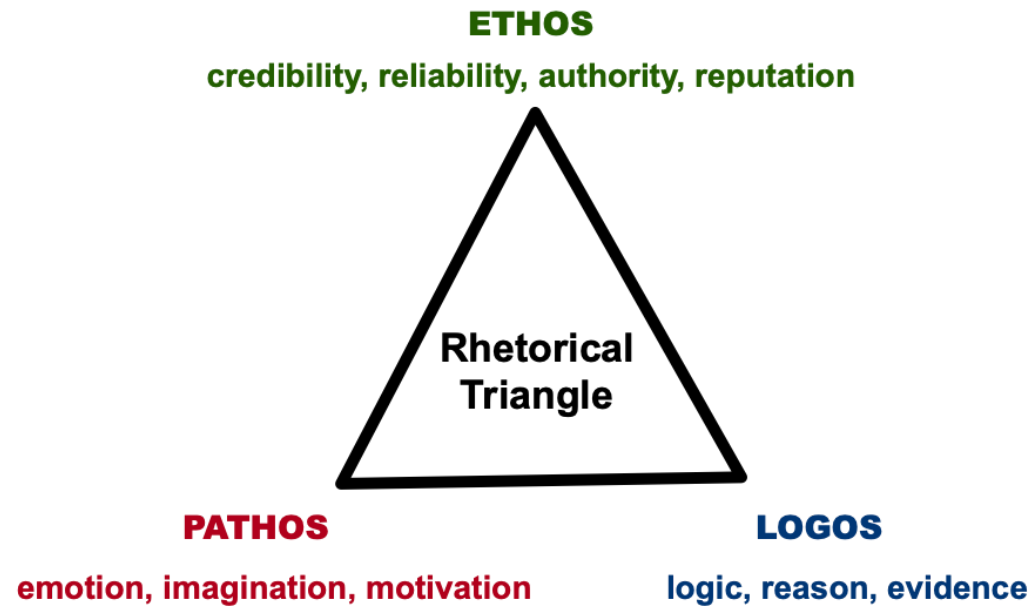 ETHOS
credibility, reliability, authority, reputation
Rhetorical
Triangle
PATHOS
emotion, imagination, motivation
LOGOS
logic, reason, evidence